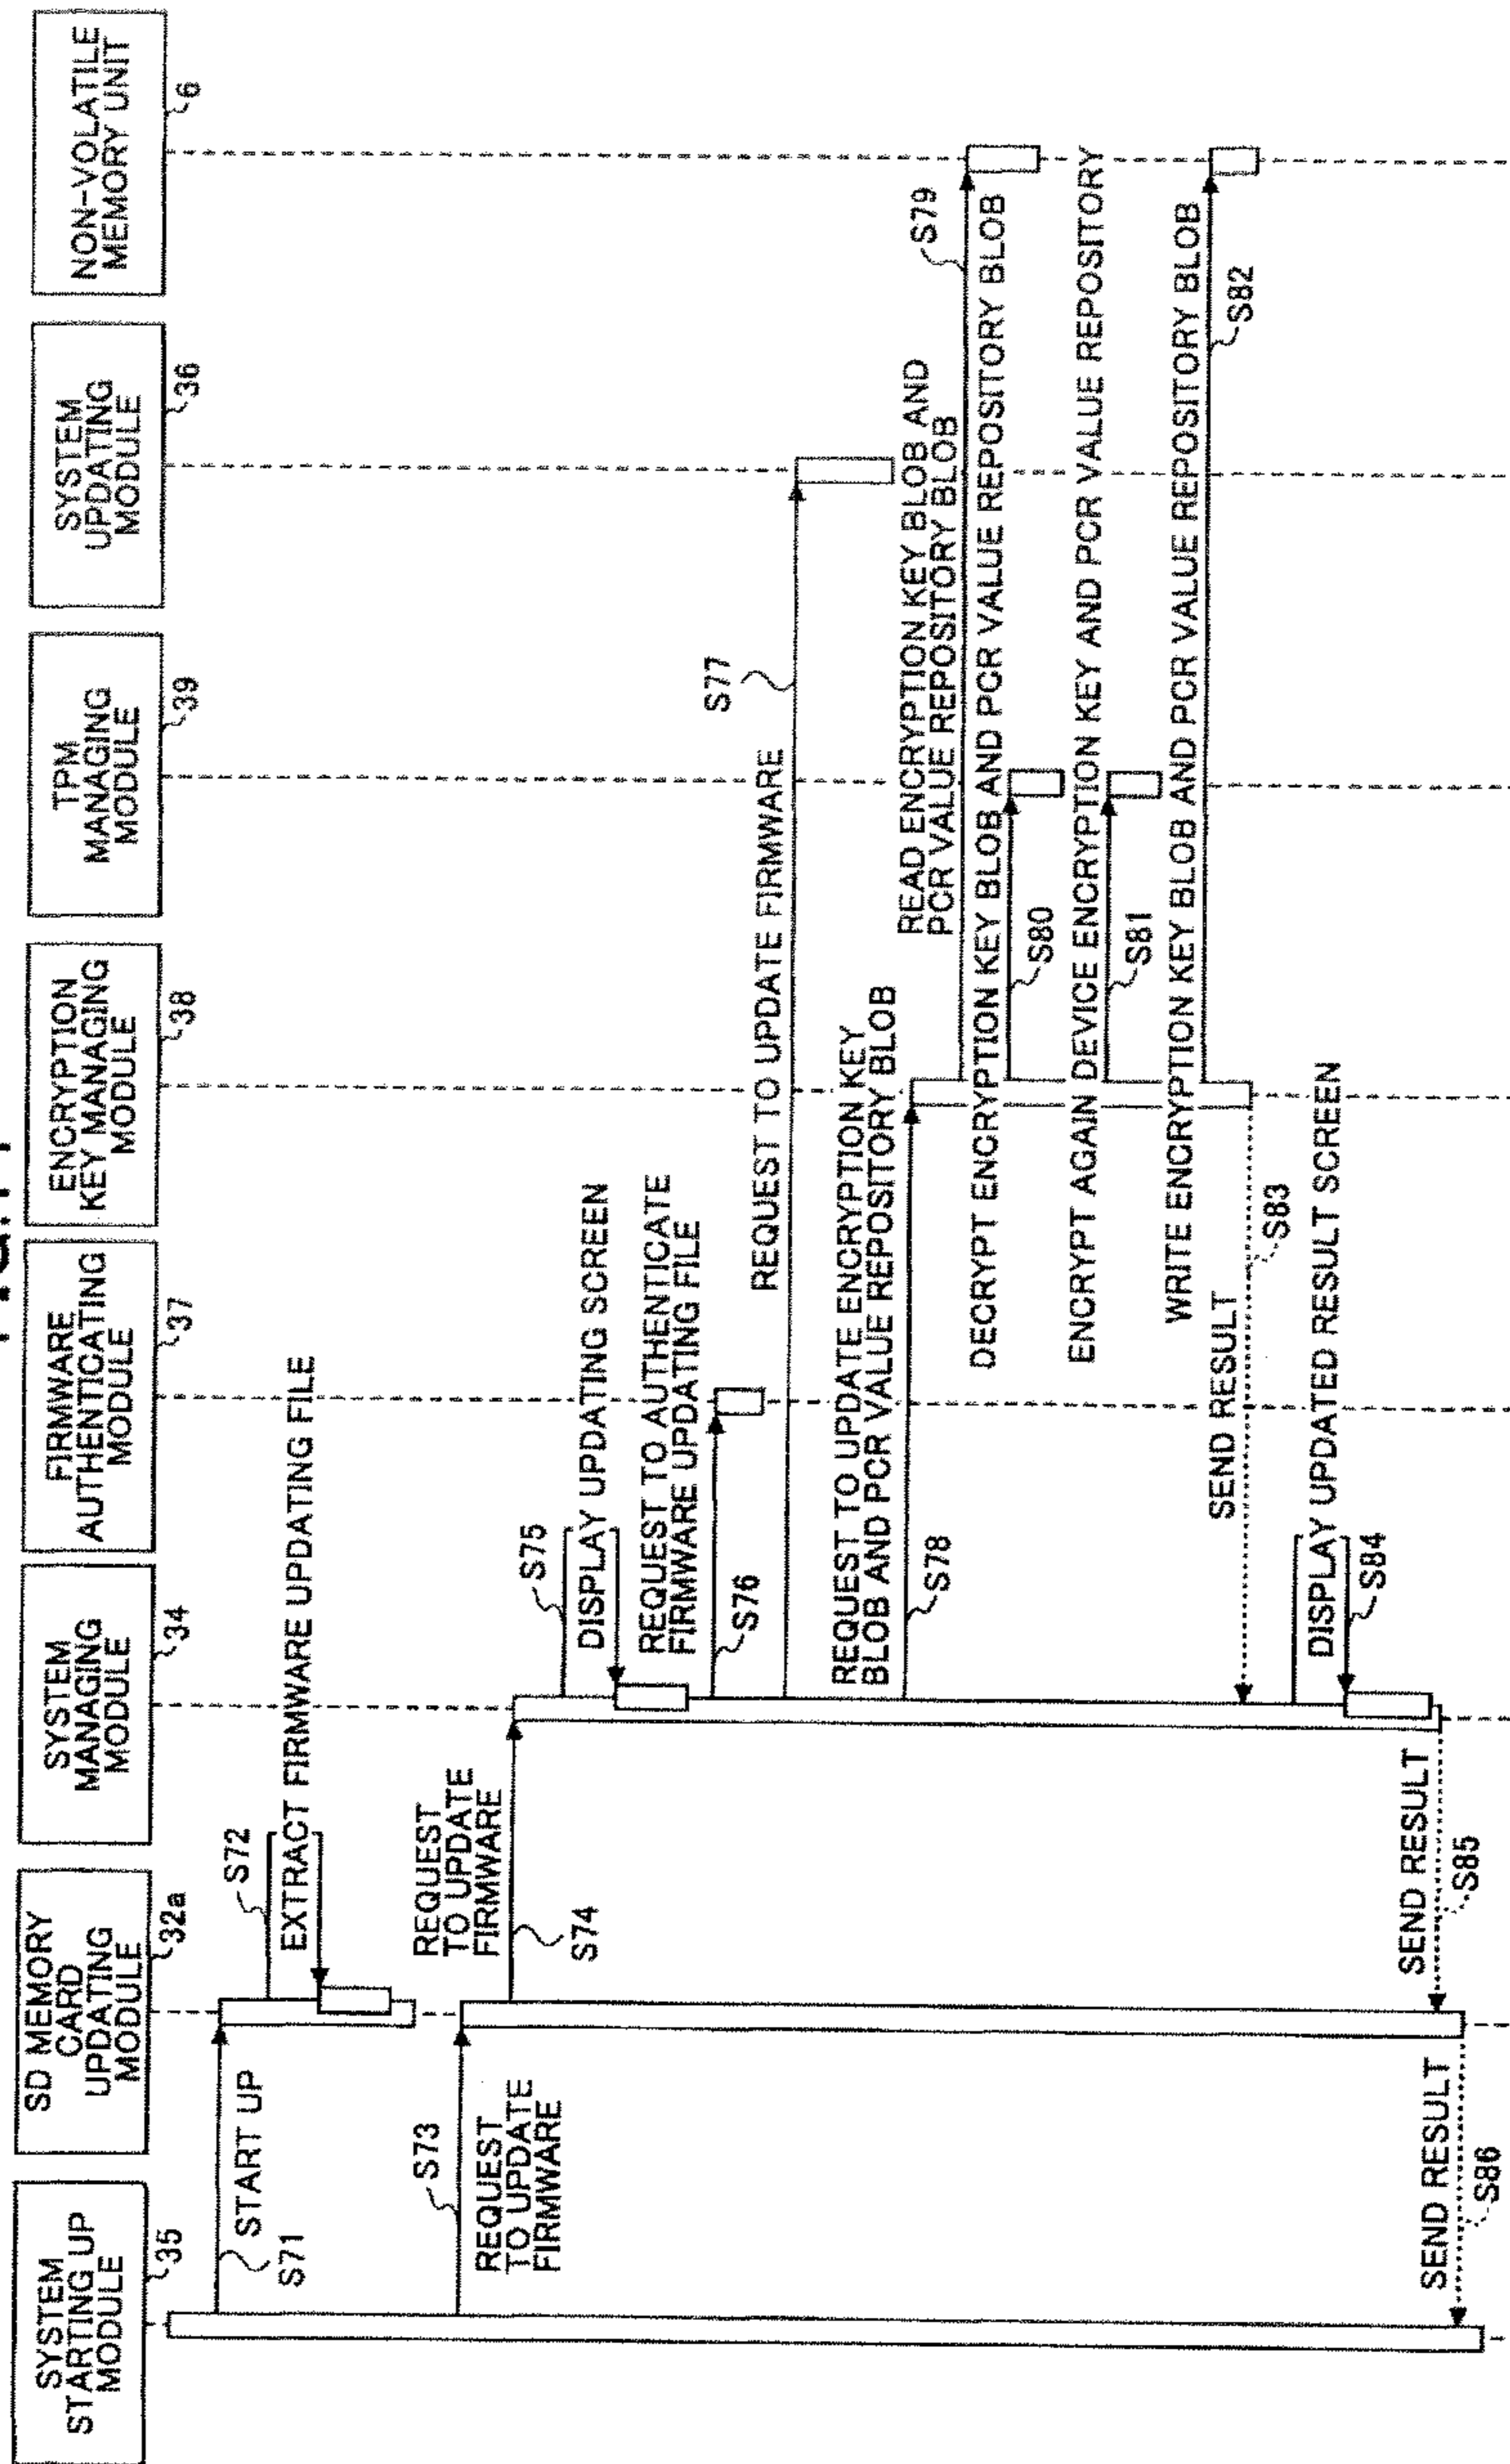 SYSTEM
STARTING UP
MODULE
35
SD MEMORY
CARD
UPDATING
MODULE
32a
SYSTEM
MANAGING
MODULE
34
FIRMWARE
AUTHENTICATING
MODULE
37
ENCRYPTION
KEY MANAGING
MODULE
38
TPM
MANAGING
MODULE
39
SYSTEM
UPDATING
MODULE
36
NON-VOLATILE
MEMORY UNIT
6
START UP
S71
S72
EXTRACT FIRMWARE UPDATING FILE
S73
REQUEST
TO UPDATE
FIRMWARE
REQUEST
TO UPDATE
FIRMWARE
S74
S75
DISPLAY UPDATING SCREEN
REQUEST TO AUTHENTICATE
FIRMWARE UPDATING FILE
S76
S77
REQUEST TO UPDATE FIRMWARE
REQUEST TO UPDATE ENCRYPTION KEY
BLOB AND PCR VALUE REPOSITORY BLOB
S78
READ ENCRYPTION KEY BLOB AND
PCR VALUE REPOSITORY BLOB
S79
DECRYPT ENCRYPTION KEY BLOB AND PCR VALUE REPOSITORY BLOB
S80
ENCRYPT AGAIN DEVICE ENCRYPTION KEY AND PCR VALUE REPOSITORY
S81
WRITE ENCRYPTION KEY BLOB AND PCR VALUE REPOSITORY BLOB
S82
SEND RESULT
S83
DISPLAY UPDATED RESULT SCREEN
S84
SEND RESULT
S85
SEND RESULT
S86